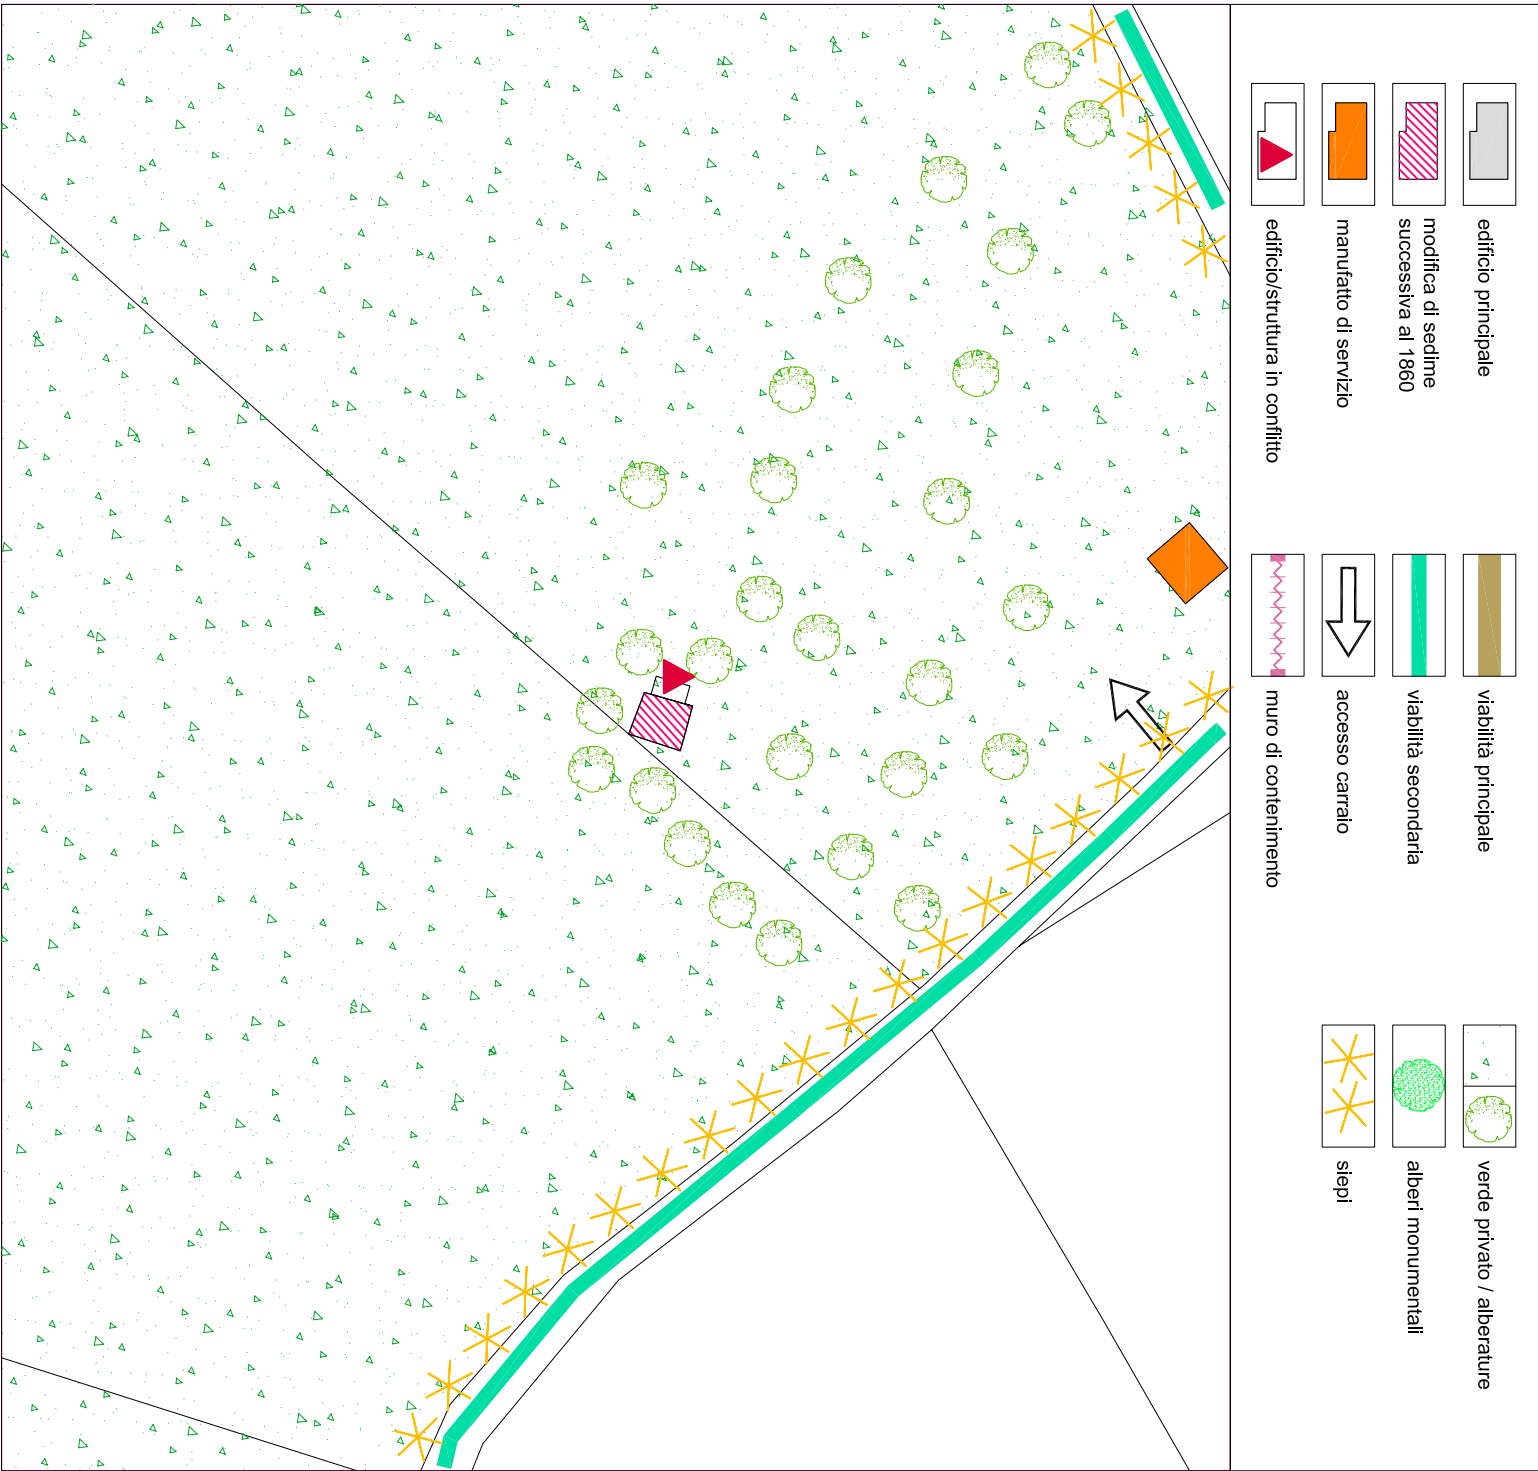 edificio principale
modifica di sedime
successiva al 1860
manufatto di servizio
edificio/struttura in conflitto
viabilità principale
viabilità secondaria
accesso carraio
muro di contenimento
verde privato / alberature
alberi monumentali
siepi